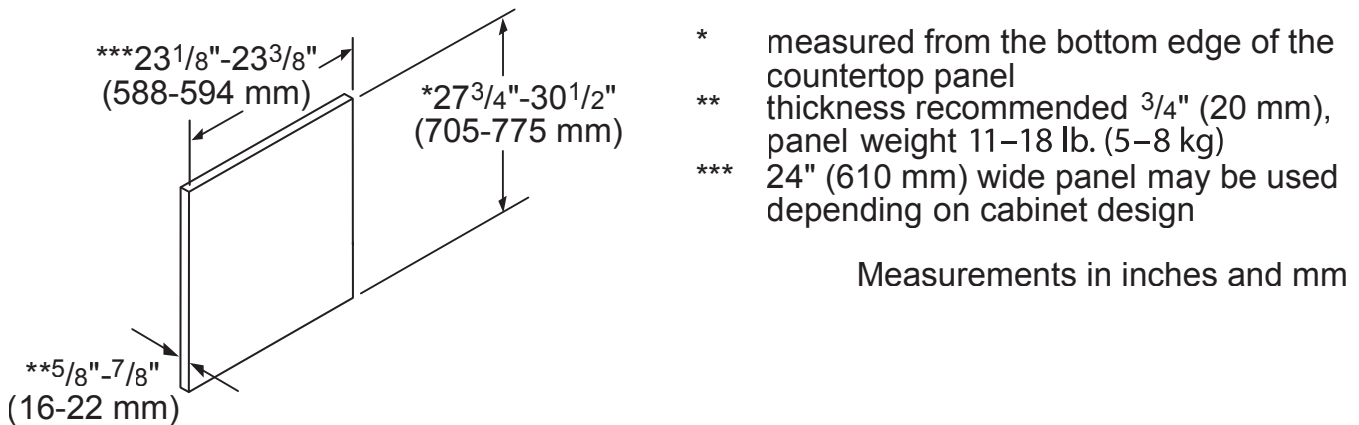 ***23 1/8"-23 3/8"
(588-594 mm)
*27 3/4"-30 1/2"
(705-775 mm)
**5/8"-7/8"
(16-22 mm)
* measured from the bottom edge of the
countertop panel
** thickness recommended 3/4" (20 mm),
panel weight 11–18 lb. (5–8 kg)
*** 24" (610 mm) wide panel may be used
depending on cabinet design
Measurements in inches and mm